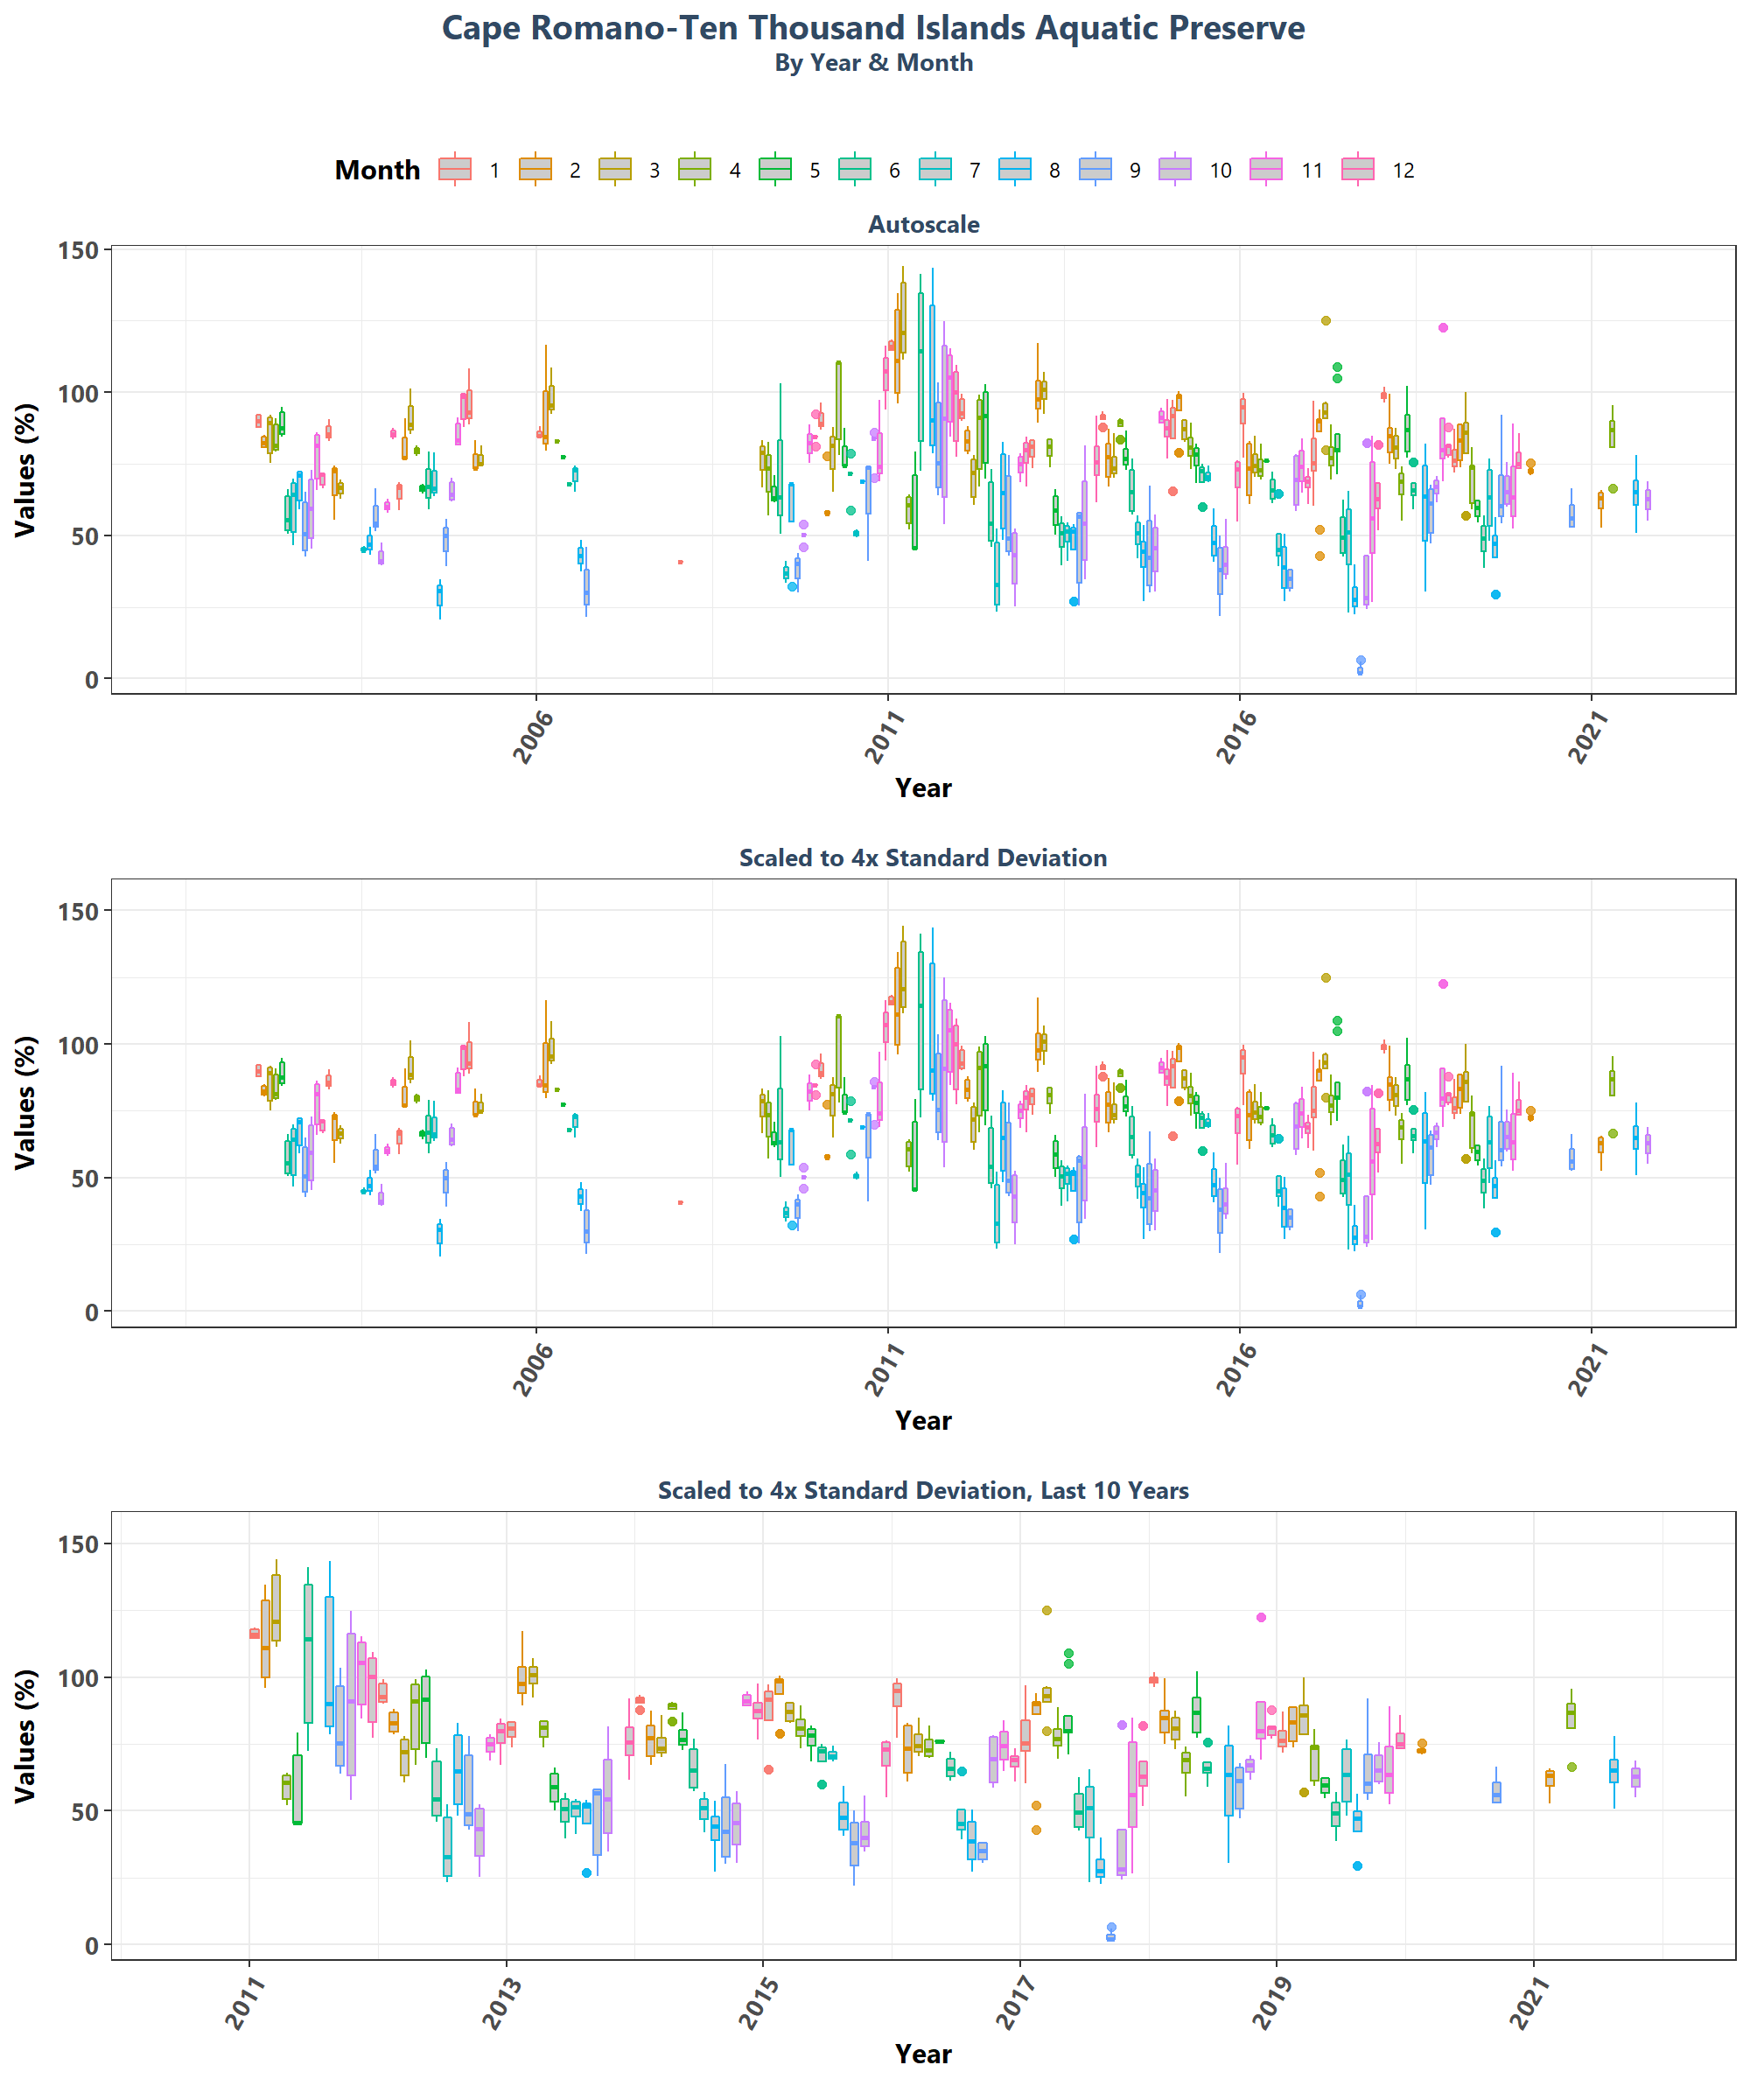 Cape Romano-Ten Thousand Islands Aquatic Preserve
By Year & Month
Month 1 2 3 4 5 6 7 8 9 10 11 12
Autoscale
Values (%)
150
100
50
0
2006 2011 2016 2021
Year
Scaled to 4x Standard Deviation
Values (%)
150
100
50
0
2006 2011 2016 2021
Year
Scaled to 4x Standard Deviation, Last 10 Years
Values (%)
150
100
50
0
2011 2013 2015 2017 2019 2021
Year